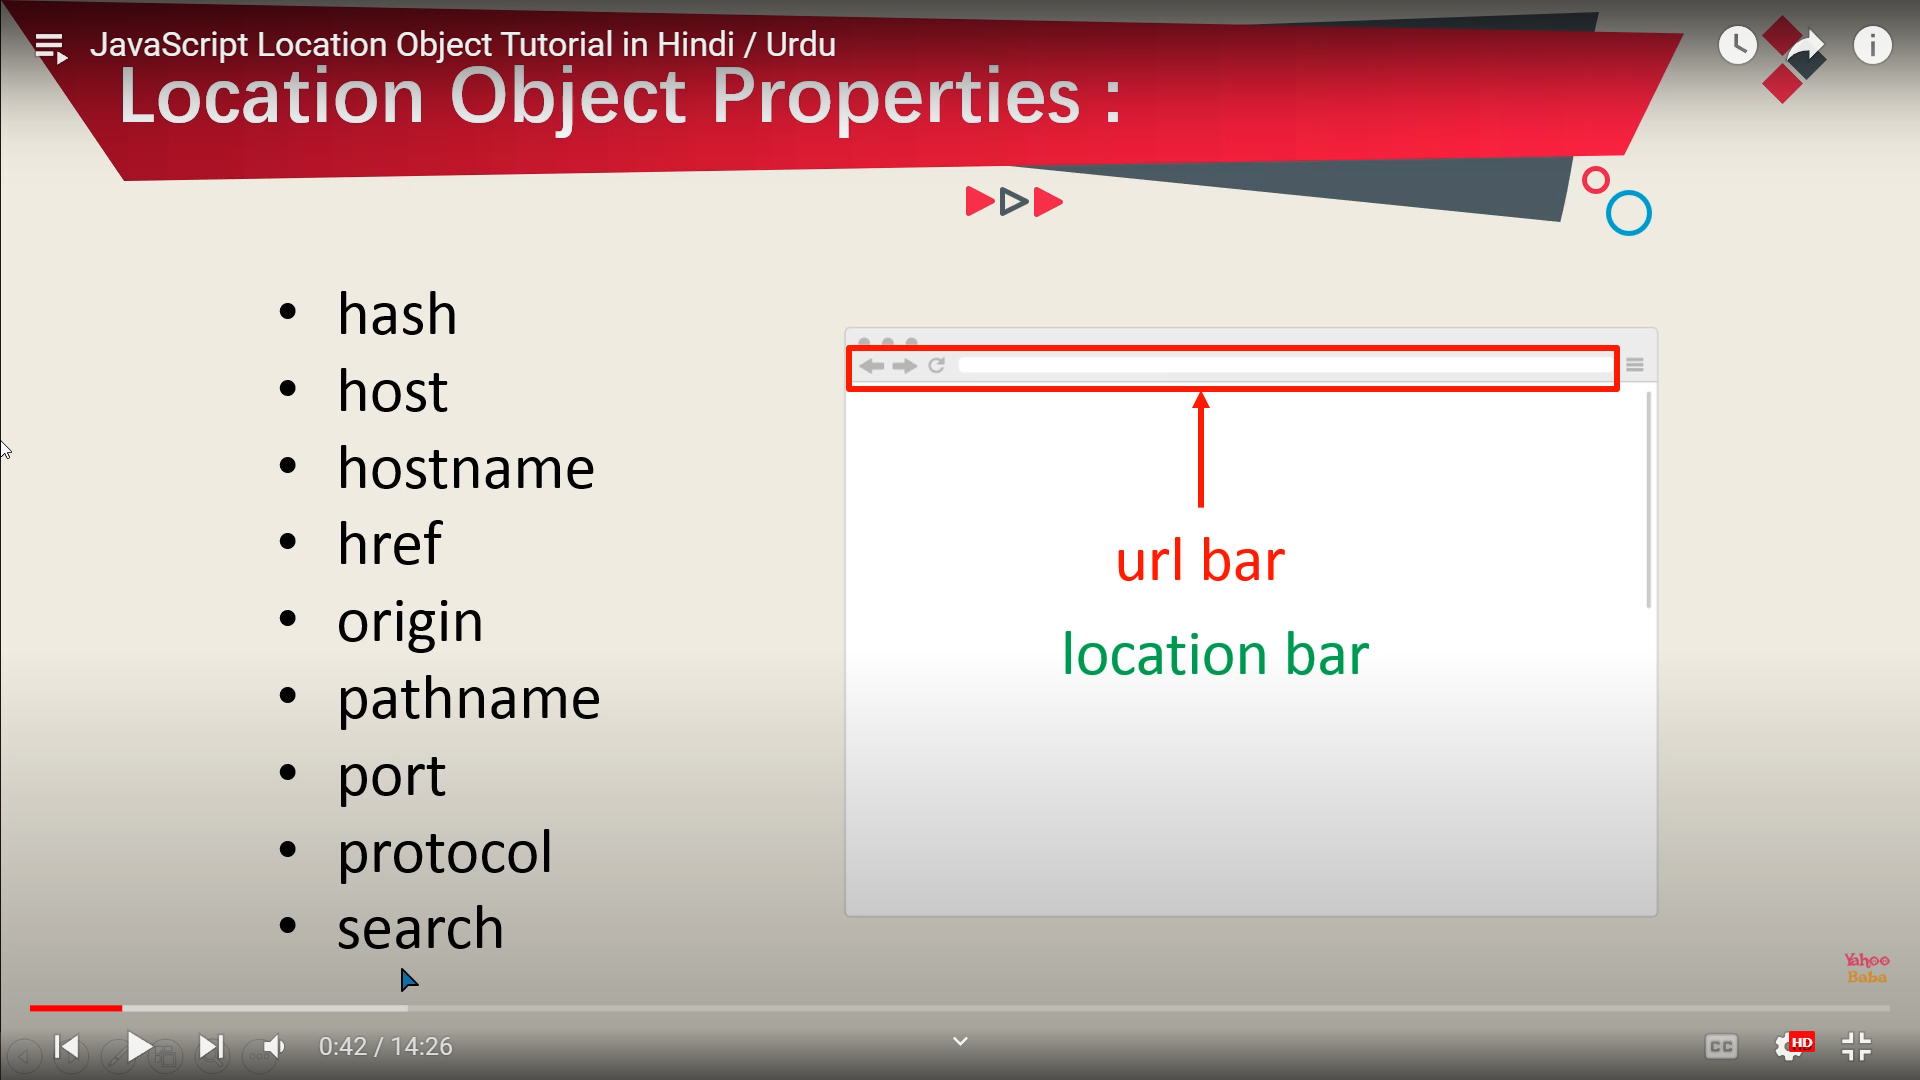 JavaScript Location Object Tutorial in Hindi / Urdu
Location Object Properties :
• hash
• host
• hostname
• href
• origin
• pathname
• port
• protocol
• search
url bar
location bar
Yahoo
Baba
0:42 / 14:26
CC
HD